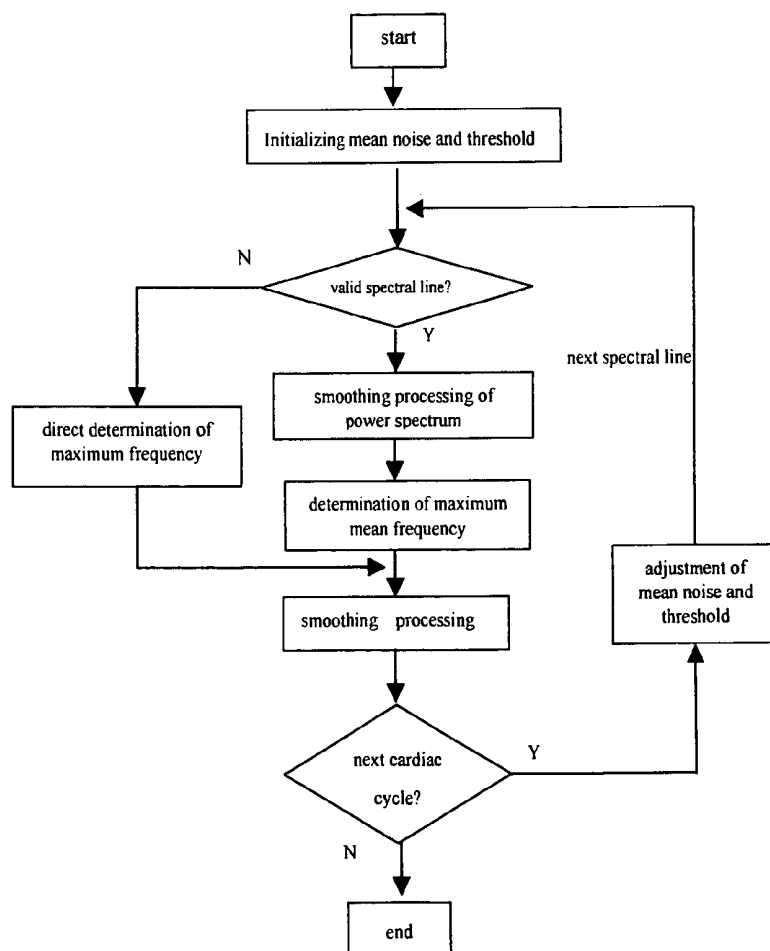 start
Initializing mean noise and threshold
N
valid spectral line?
Y
next spectral line
smoothing processing of
power spectrum
direct determination of
maximum frequency
determination of maximum
mean frequency
adjustment of
mean noise and
threshold
smoothing processing
next cardiac
cycle?
Y
N
end